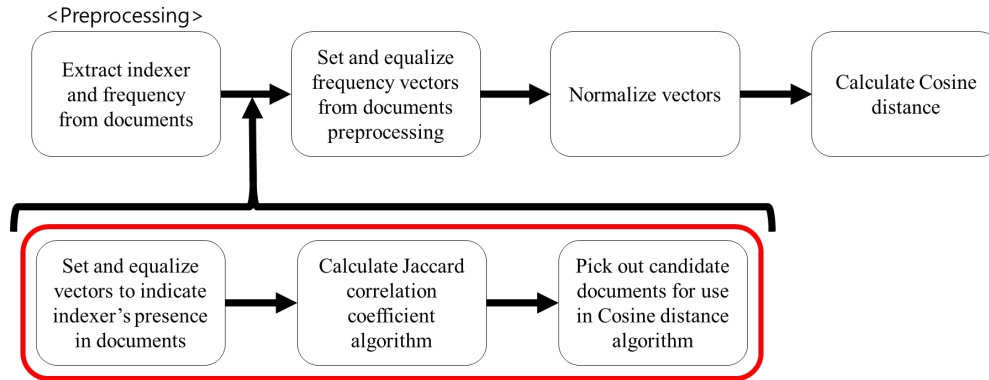 <Preprocessing>
Extract indexer
and frequency
from documents
Set and equalize
frequency vectors
from documents
preprocessing
Normalize vectors
Calculate Cosine
distance
Set and equalize
vectors to indicate
indexer's presence
in documents
Calculate Jaccard
correlation
coefficient
algorithm
Pick out candidate
documents for use
in Cosine distance
algorithm